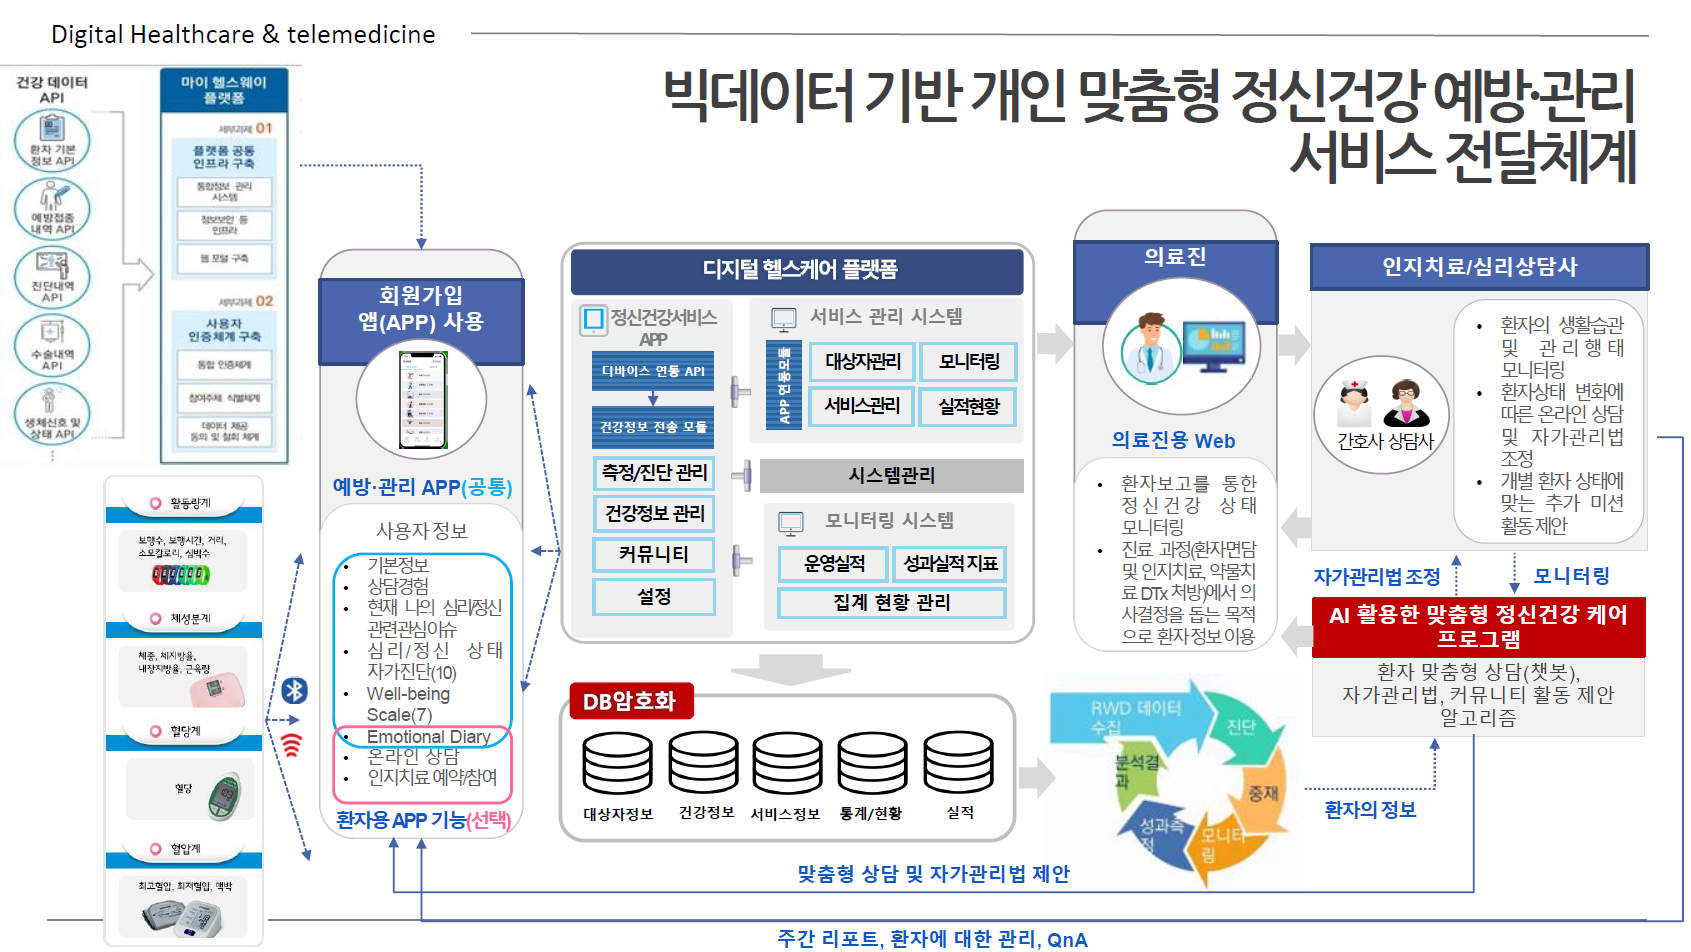 Digital Healthcare & telemedicine
빅데이터 기반 개인 맞춤형 정신건강 예방·관리
서비스 전달체계
건강 데이터
API
환자 기본
정보 API
예방접종
내역 API
진단내역
API
수술내역
API
생체신호 및
상태 API
마이 헬스웨이
플랫폼
세부과제 01
플랫폼 공통
인프라 구축
통합정보 관리
시스템
정보보안 등
인프라
웹 포털 구축
세부과제 02
사용자
인증체계 구축
통합 인증체계
참여주체 식별체계
데이터 제공
동의 및 철회 체계
활동량계
보행수, 보행시간, 거리,
소모칼로리, 심박수
체성분계
체중, 체지방율,
내장지방율, 근육량
혈당계
혈당
혈압계
최고혈압, 최저혈압, 맥박
회원가입
앱(APP) 사용
예방·관리 APP(공통)
사용자 정보
• 기본정보
• 상담경험
• 현재 나의 심리/정신
관련관심이슈
• 심리/정신 상태
자가진단(10)
• Well-being
Scale(7)
• Emotional Diary
• 온라인 상담
• 인지치료 예약/참여
환자용 APP 기능(선택)
디지털 헬스케어 플랫폼
정신건강서비스
APP
디바이스 연동 API
건강정보 전송 모듈
측정/진단 관리
건강정보 관리
커뮤니티
설정
서비스 관리 시스템
APP 연동모듈
대상자관리
모니터링
서비스관리
실적현황
시스템관리
모니터링 시스템
운영실적
성과실적 지표
집계 현황 관리
DB암호화
대상자정보
건강정보
서비스정보
통계/현황
실적
의료진
의료진용 Web
• 환자보고를 통한
정신건강 상태
모니터링
• 진료 과정(환자면담
및 인지치료, 약물치
료 DTx 처방)에서 의
사결정을 돕는 목적
으로 환자 정보 이용
인지치료/심리상담사
간호사 상담사
• 환자의 생활습관
및 관리행태
모니터링
• 환자상태 변화에
따른 온라인 상담
및 자가관리법
조정
• 개별 환자 상태에
맞는 추가 미션
활동 제안
자가관리법 조정
모니터링
AI 활용한 맞춤형 정신건강 케어
프로그램
환자 맞춤형 상담(챗봇),
자가관리법, 커뮤니티 활동 제안
알고리즘
RWD 데이터
수집
진단
중재
모니터
링
성과측
정
분석결
과
환자의 정보
맞춤형 상담 및 자가관리법 제안
주간 리포트, 환자에 대한 관리, QnA